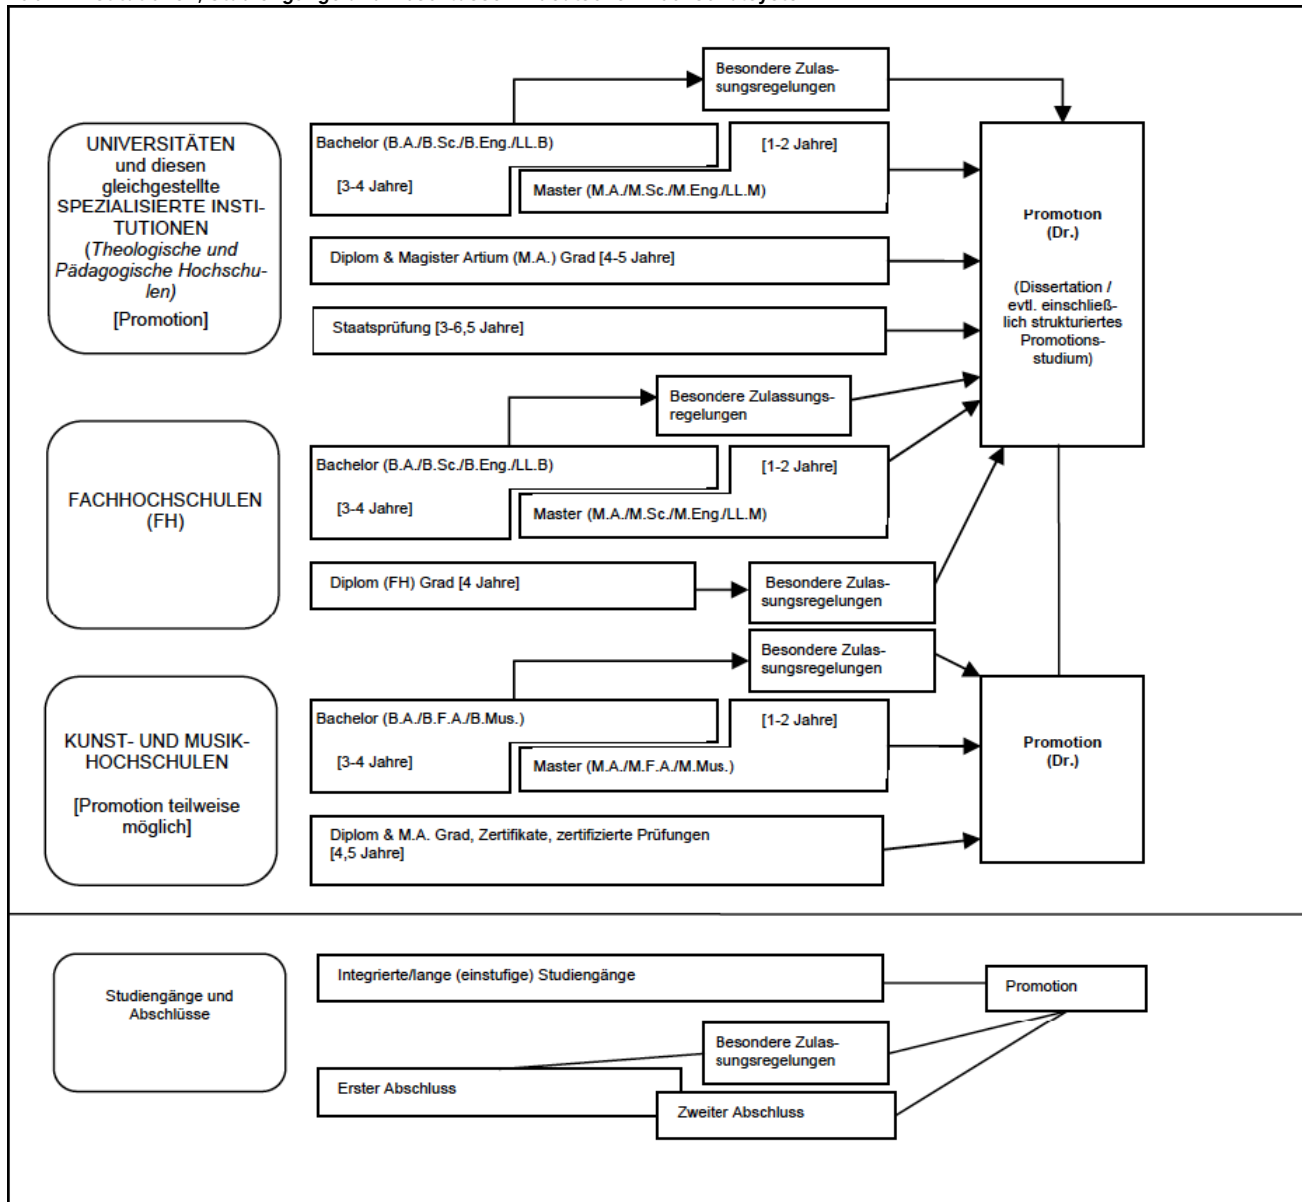 Besondere Zulas-
sungsregelungen
UNIVERSITÄTEN
und diesen
gleichgestellte
SPEZIALISIERTE INSTI-
TUTIONEN
(Theologische und
Pädagogische Hochschu-
len)
[Promotion]
Bachelor (B.A./B.Sc./B.Eng./LL.B)
[3-4 Jahre]
[1-2 Jahre]
Master (M.A./M.Sc./M.Eng./LL.M)
Diplom & Magister Artium (M.A.) Grad [4-5 Jahre]
Staatsprüfung [3-6,5 Jahre]
Promotion
(Dr.)
(Dissertation /
evtl. einschließ-
lich strukturiertes
Promotions-
studium)
Besondere Zulassungs-
regelungen
FACHHOCHSCHULEN
(FH)
Bachelor (B.A./B.Sc./B.Eng./LL.B)
[3-4 Jahre]
[1-2 Jahre]
Master (M.A./M.Sc./M.Eng./LL.M)
Diplom (FH) Grad [4 Jahre]
Besondere Zulas-
sungsregelungen
Besondere Zulas-
sungsregelungen
KUNST- UND MUSIK-
HOCHSCHULEN
[Promotion teilweise
möglich]
Bachelor (B.A./B.F.A./B.Mus.)
[3-4 Jahre]
[1-2 Jahre]
Master (M.A./M.F.A./M.Mus.)
Diplom & M.A. Grad, Zertifikate, zertifizierte Prüfungen
[4,5 Jahre]
Promotion
(Dr.)
Studiengänge und
Abschlüsse
Integrierte/lange (einstufige) Studiengänge
Promotion
Besondere Zulas-
sungsregelungen
Erster Abschluss
Zweiter Abschluss